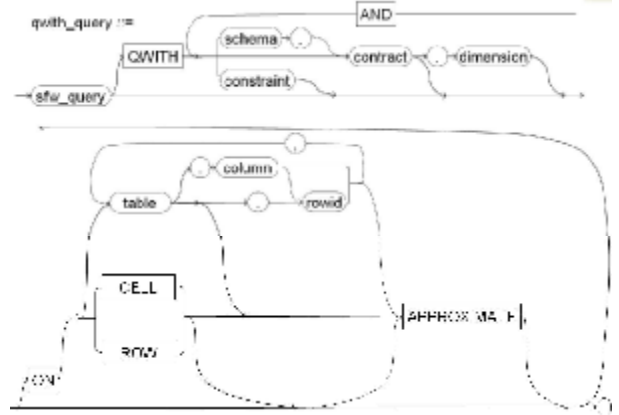 qwith_query ::=
AND
schema .
QWITH contract . dimension
constraint
sfw_query
,
. column
table . rowid
CELL
APPROXIMATE
ROW
ON